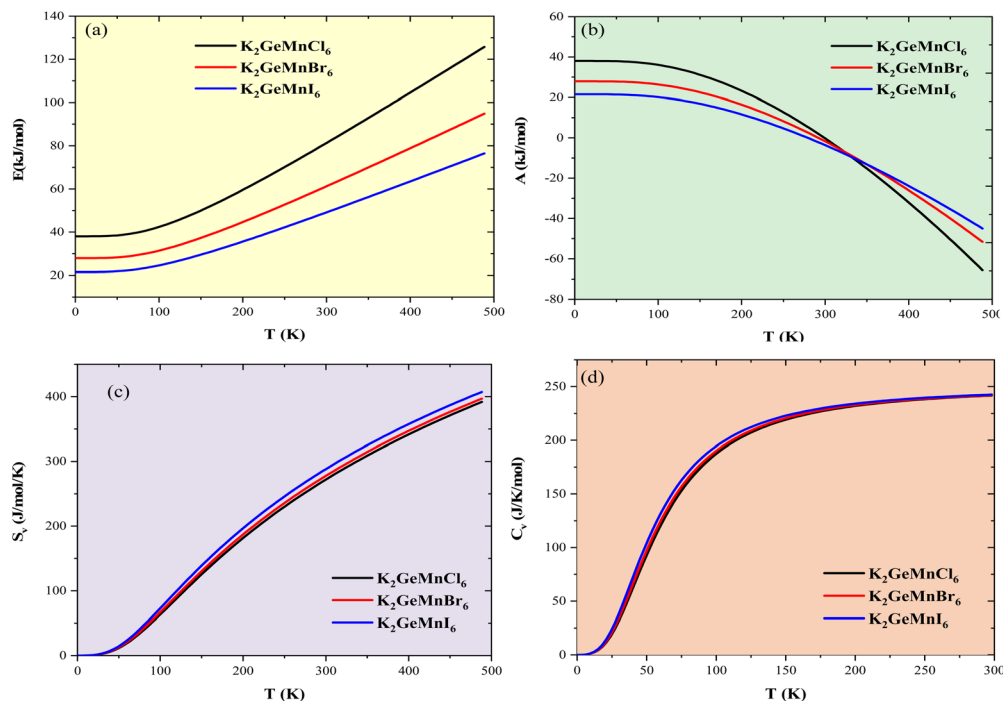 (a)
K₂GeMnCl₆
K₂GeMnBr₆
K₂GeMnI₆
E(kJ/mol)
140
120
100
80
60
40
20
0
100
200
300
400
500
T (K)
(b)
K₂GeMnCl₆
K₂GeMnBr₆
K₂GeMnI₆
A (kJ/mol)
60
40
20
0
-20
-40
-60
-80
0
100
200
300
400
500
T (K)
(c)
Sᵥ (J/mol/K)
400
300
200
100
0
K₂GeMnCl₆
K₂GeMnBr₆
K₂GeMnI₆
0
100
200
300
400
500
T (K)
(d)
Cᵥ (J/K/mol)
250
200
150
100
50
0
K₂GeMnCl₆
K₂GeMnBr₆
K₂GeMnI₆
0
50
100
150
200
250
300
T (K)